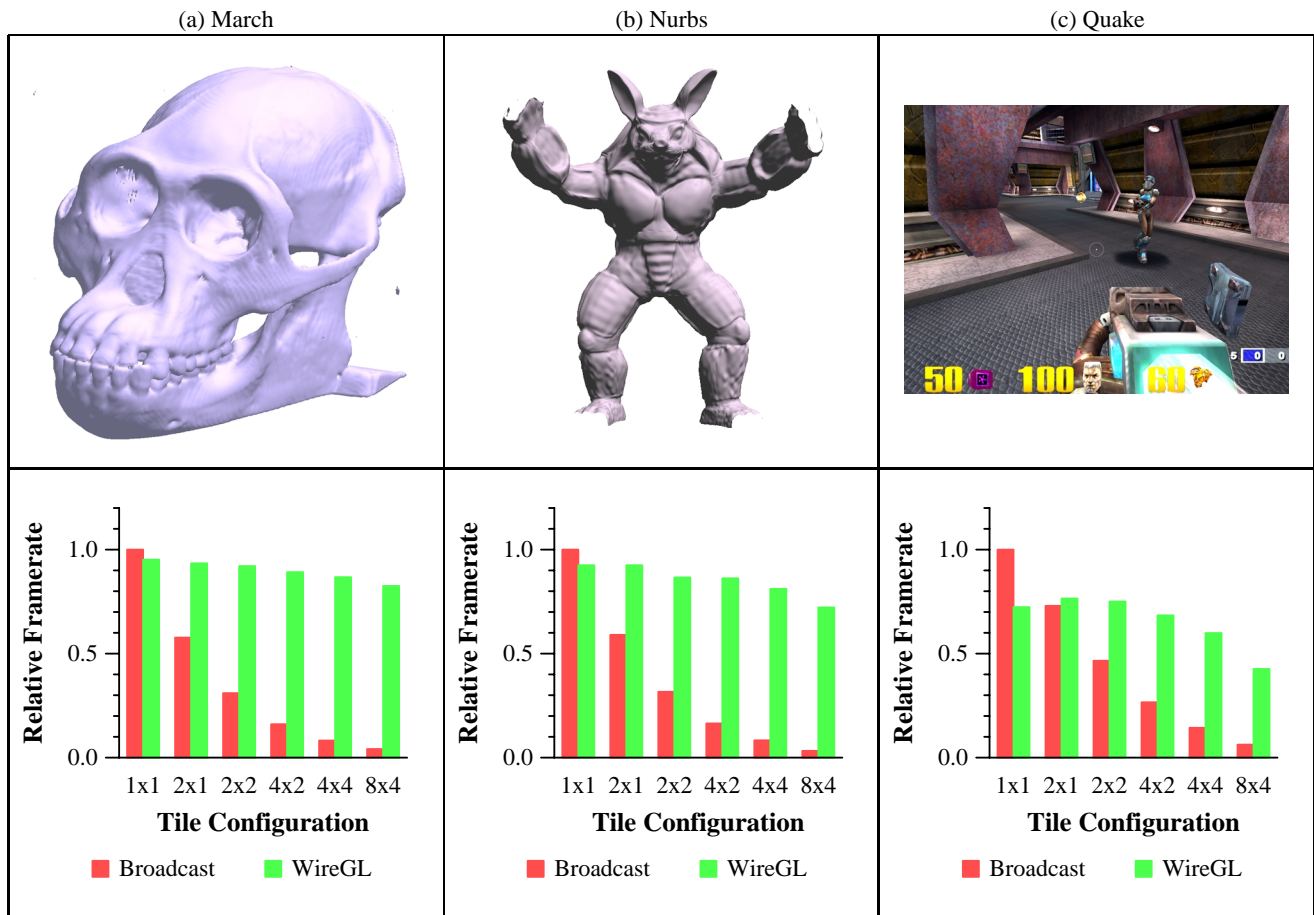 (a) March
(b) Nurbs
(c) Quake
5 0 0
50 100 60
Relative Framerate
1.0
0.5
0.0
1x1 2x1 2x2 4x2 4x4 8x4
Tile Configuration
Broadcast WireGL
Relative Framerate
1.0
0.5
0.0
1x1 2x1 2x2 4x2 4x4 8x4
Tile Configuration
Broadcast WireGL
Relative Framerate
1.0
0.5
0.0
1x1 2x1 2x2 4x2 4x4 8x4
Tile Configuration
Broadcast WireGL